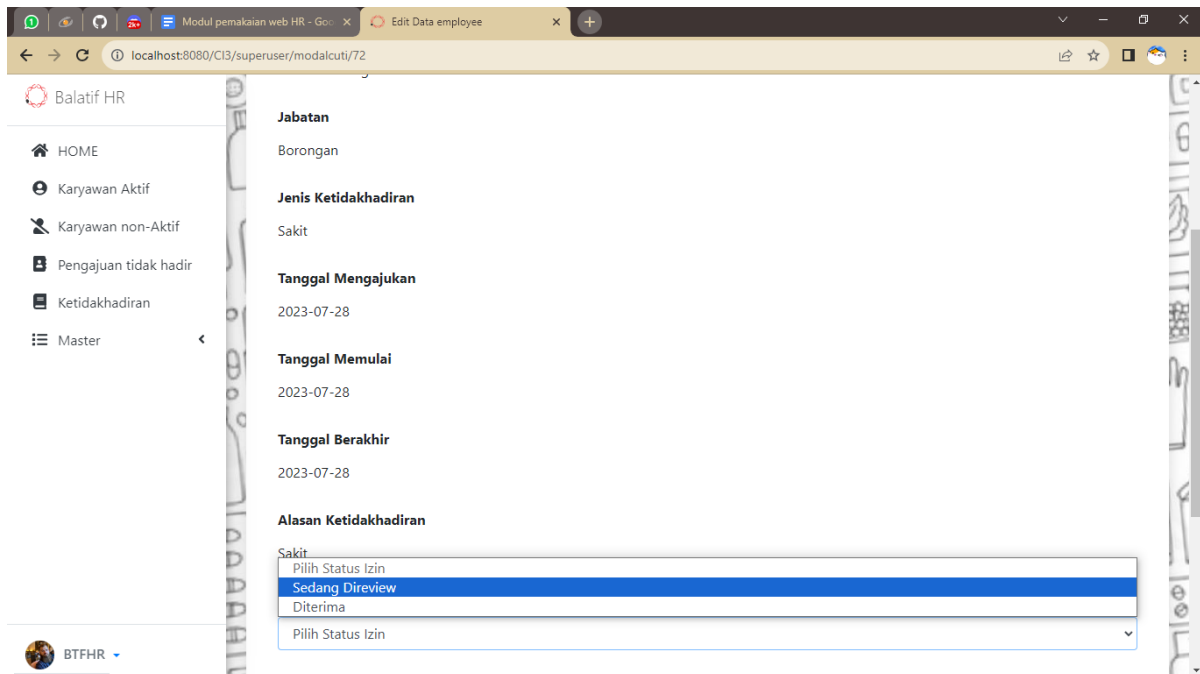 Modul pemakaian web HR - Goo
Edit Data employee
localhost:8080/CI3/superuser/modalcuti/72
Balatif HR
HOME
Karyawan Aktif
Karyawan non-Aktif
Pengajuan tidak hadir
Ketidakhadiran
Master
BTFHR
Jabatan
Borongan
Jenis Ketidakhadiran
Sakit
Tanggal Mengajukan
2023-07-28
Tanggal Memulai
2023-07-28
Tanggal Berakhir
2023-07-28
Alasan Ketidakhadiran
Sakit
Pilih Status Izin
Sedang Direview
Diterima
Pilih Status Izin